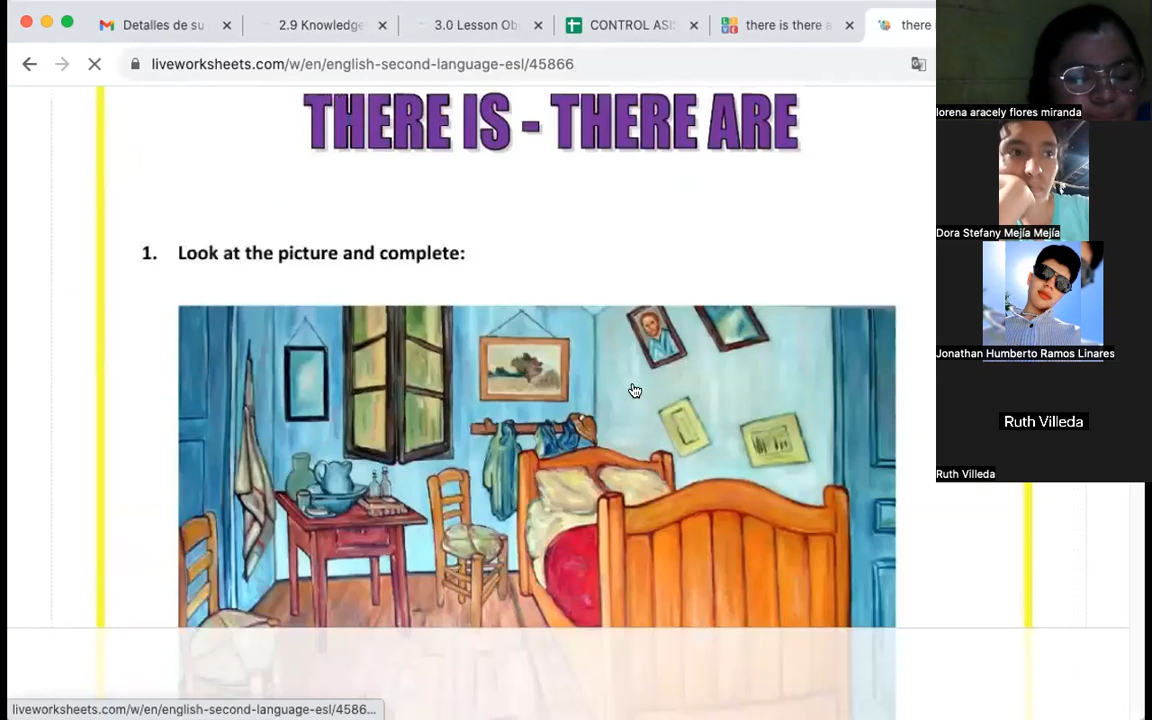 Detalles de su
2.9 Knowledge
3.0 Lesson Ob
CONTROL ASI
there is there a
there
liveworksheets.com/w/en/english-second-language-esl/45866
THERE IS - THERE ARE
1. Look at the picture and complete:
lorena aracely flores miranda
Dora Stefany Mejía Mejía
Jonathan Humberto Ramos Linares
Ruth Villeda
Ruth Villeda
liveworksheets.com/w/en/english-second-language-esl/4586...